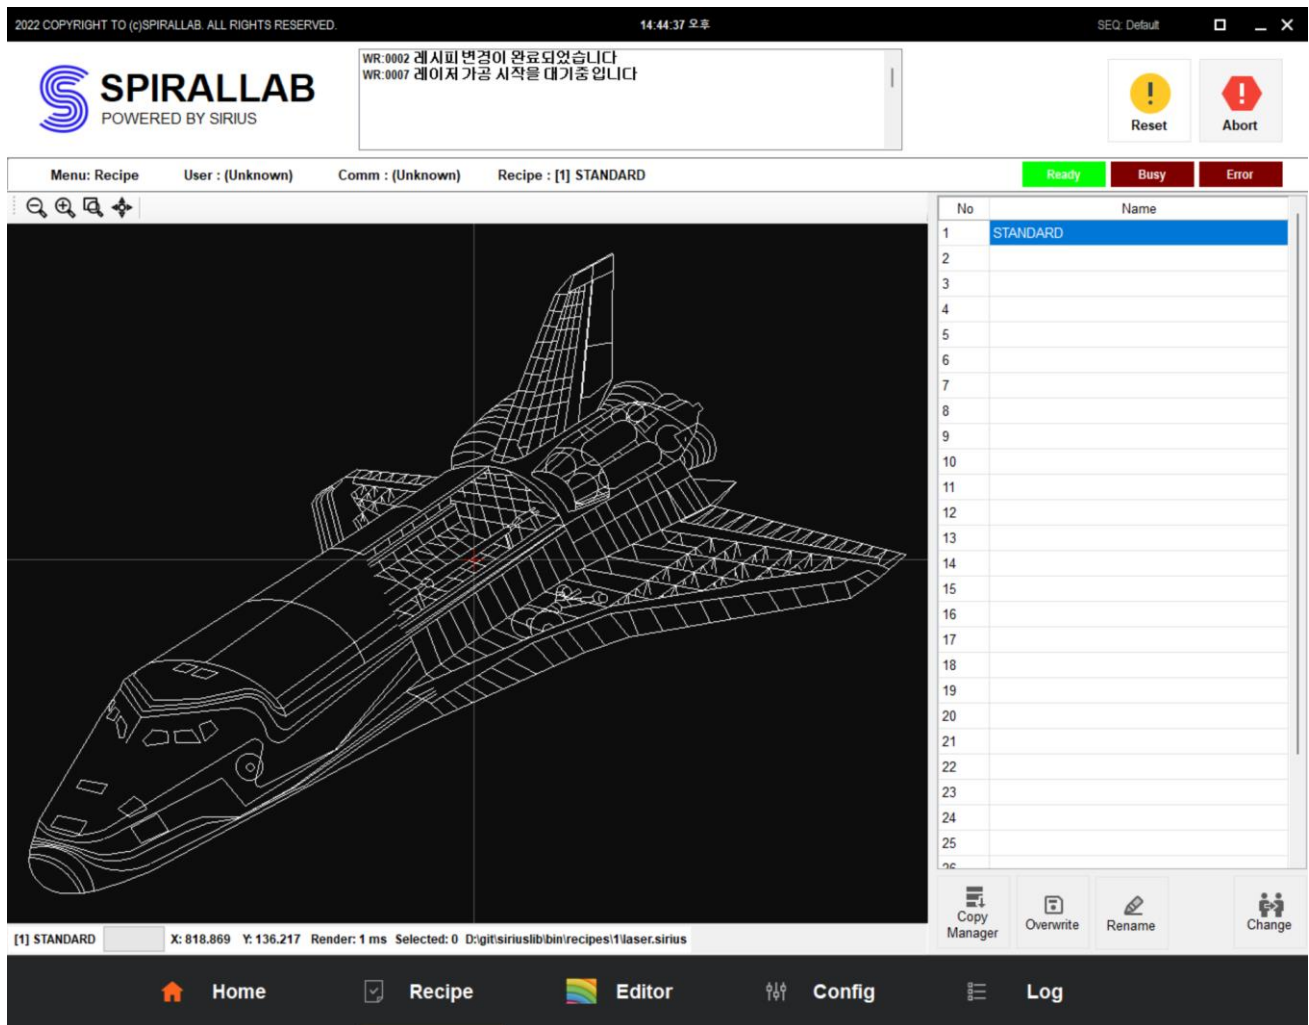 2022 COPYRIGHT TO (c)SPIRALLAB. ALL RIGHTS RESERVED.
14:44:37 오후
SEQ: Default
SPIRALLAB
POWERED BY SIRIUS
WR:0002 레시피 변경이 완료되었습니다
WR:0007 레이저 가공 시작을 대기중 입니다
Reset
Abort
Menu: Recipe
User : (Unknown)
Comm : (Unknown)
Recipe : [1] STANDARD
Ready
Busy
Error
No Name
1 STANDARD
2
3
4
5
6
7
8
9
10
11
12
13
14
15
16
17
18
19
20
21
22
23
24
25
26
Copy Manager
Overwrite
Rename
Change
[1] STANDARD
X: 818.869 Y: 136.217 Render: 1 ms Selected: 0 D:\git\siriuslib\bin\recipes\1\laser.sirius
Home
Recipe
Editor
Config
Log